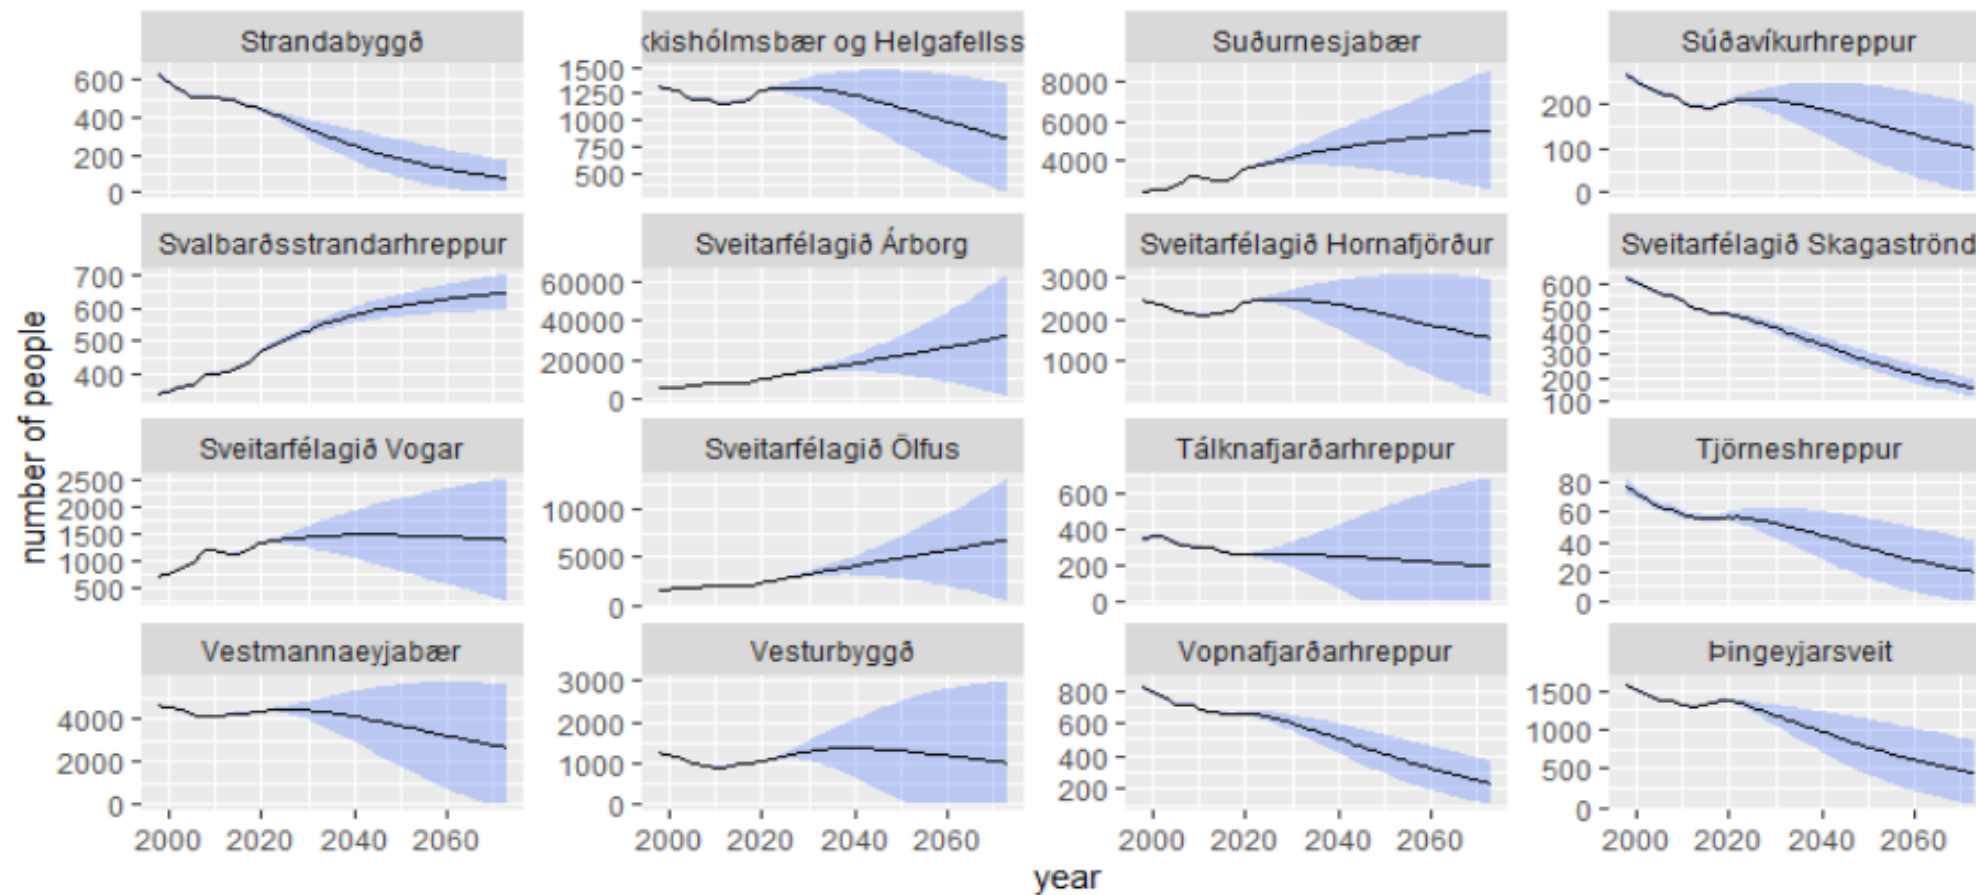 Strandabyggð
kkishólmsbær og Helgafellss
Suðurnesjabær
Súðavíkurhreppur
600
400
200
0
1500
1250
1000
750
500
8000
6000
4000
200
100
0
Svalbarðsstrandarhreppur
Sveitarfélagið Árborg
Sveitarfélagið Hornafjörður
Sveitarfélagið Skagaströnd
700
600
500
400
60000
40000
20000
0
3000
2000
1000
600
500
400
300
200
100
Sveitarfélagið Vogar
Sveitarfélagið Ölfus
Tálknafjarðarhreppur
Tjörneshreppur
2500
2000
1500
1000
500
10000
5000
0
600
400
200
0
80
60
40
20
0
Vestmannaeyjabær
Vesturbyggð
Vopnafjarðarhreppur
Þingeyjarsveit
4000
2000
0
3000
2000
1000
0
800
600
400
200
1500
1000
500
0
2000 2020 2040 2060
2000 2020 2040 2060
2000 2020 2040 2060
2000 2020 2040 2060
number of people
year